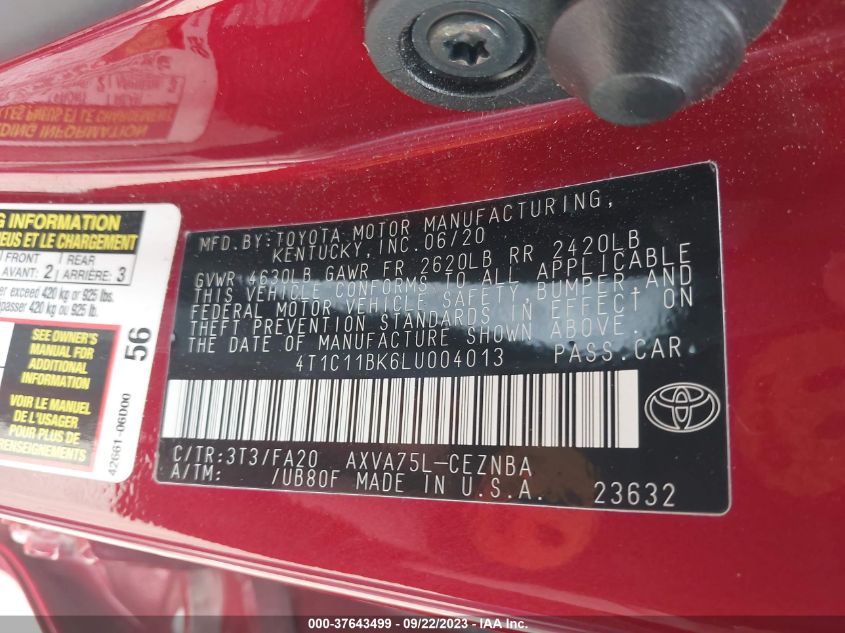 G INFORMATION
EUS ET LE CHARGEMENT
FRONT
AVANT: 2
REAR
ARRIÈRE: 3
er exceed 420 kg or 925 lbs.
passer 420 kg ou 925 lb.
SEE OWNER'S
MANUAL FOR
ADDITIONAL
INFORMATION
VOIR LE MANUEL
DE L'USAGER
POUR PLUS DE
RENSEIGNEMENTS
56
42661-06D00
MFD.BY:TOYOTA MOTOR MANUFACTURING,
KENTUCKY, INC.06/20
GVWR 4630LB GAWR FR 2620LB RR 2420LB
THIS VEHICLE CONFORMS TO ALL APPLICABLE
FEDERAL MOTOR VEHICLE SAFETY,BUMPER,AND
THEFT PREVENTION STANDARDS IN EFFECT ON
THE DATE OF MANUFACTURE SHOWN ABOVE.
4T1C11BK6LU004013 PASS.CAR
C/TR:3T3/FA20 AXVA75L-CEZNBA
A/TM: /UB80F MADE IN U.S.A. 23632
000-37643499 - 09/22/2023 - IAA Inc.